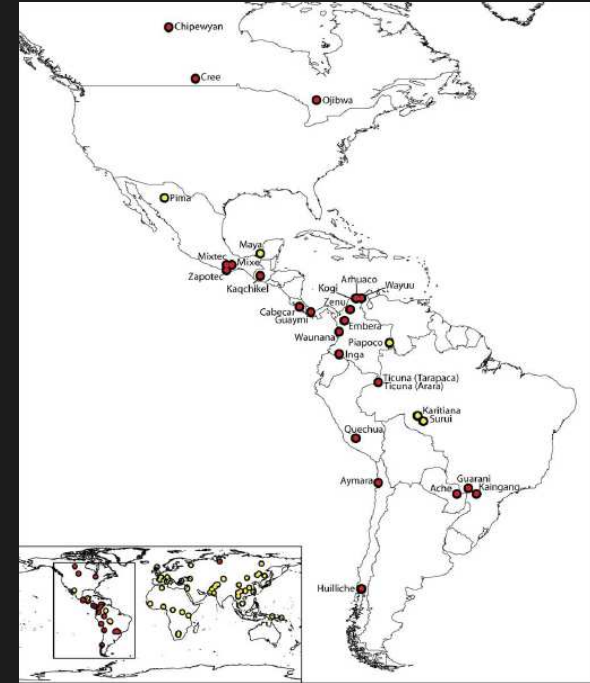 Chipewyan
Cree
Ojibwa
Pima
Maya
Mixtec
Mixe
Zapotec
Kaqchikel
Arhuaco
Kogi
Wayuu
Zenu
Cabecar
Guaymi
Embera
Waunana
Piapoco
Inga
Ticuna (Tarapaca)
Ticuna (Arara)
Karitiana
Surui
Quechua
Aymara
Guarani
Ache
Kaingang
Huilliche